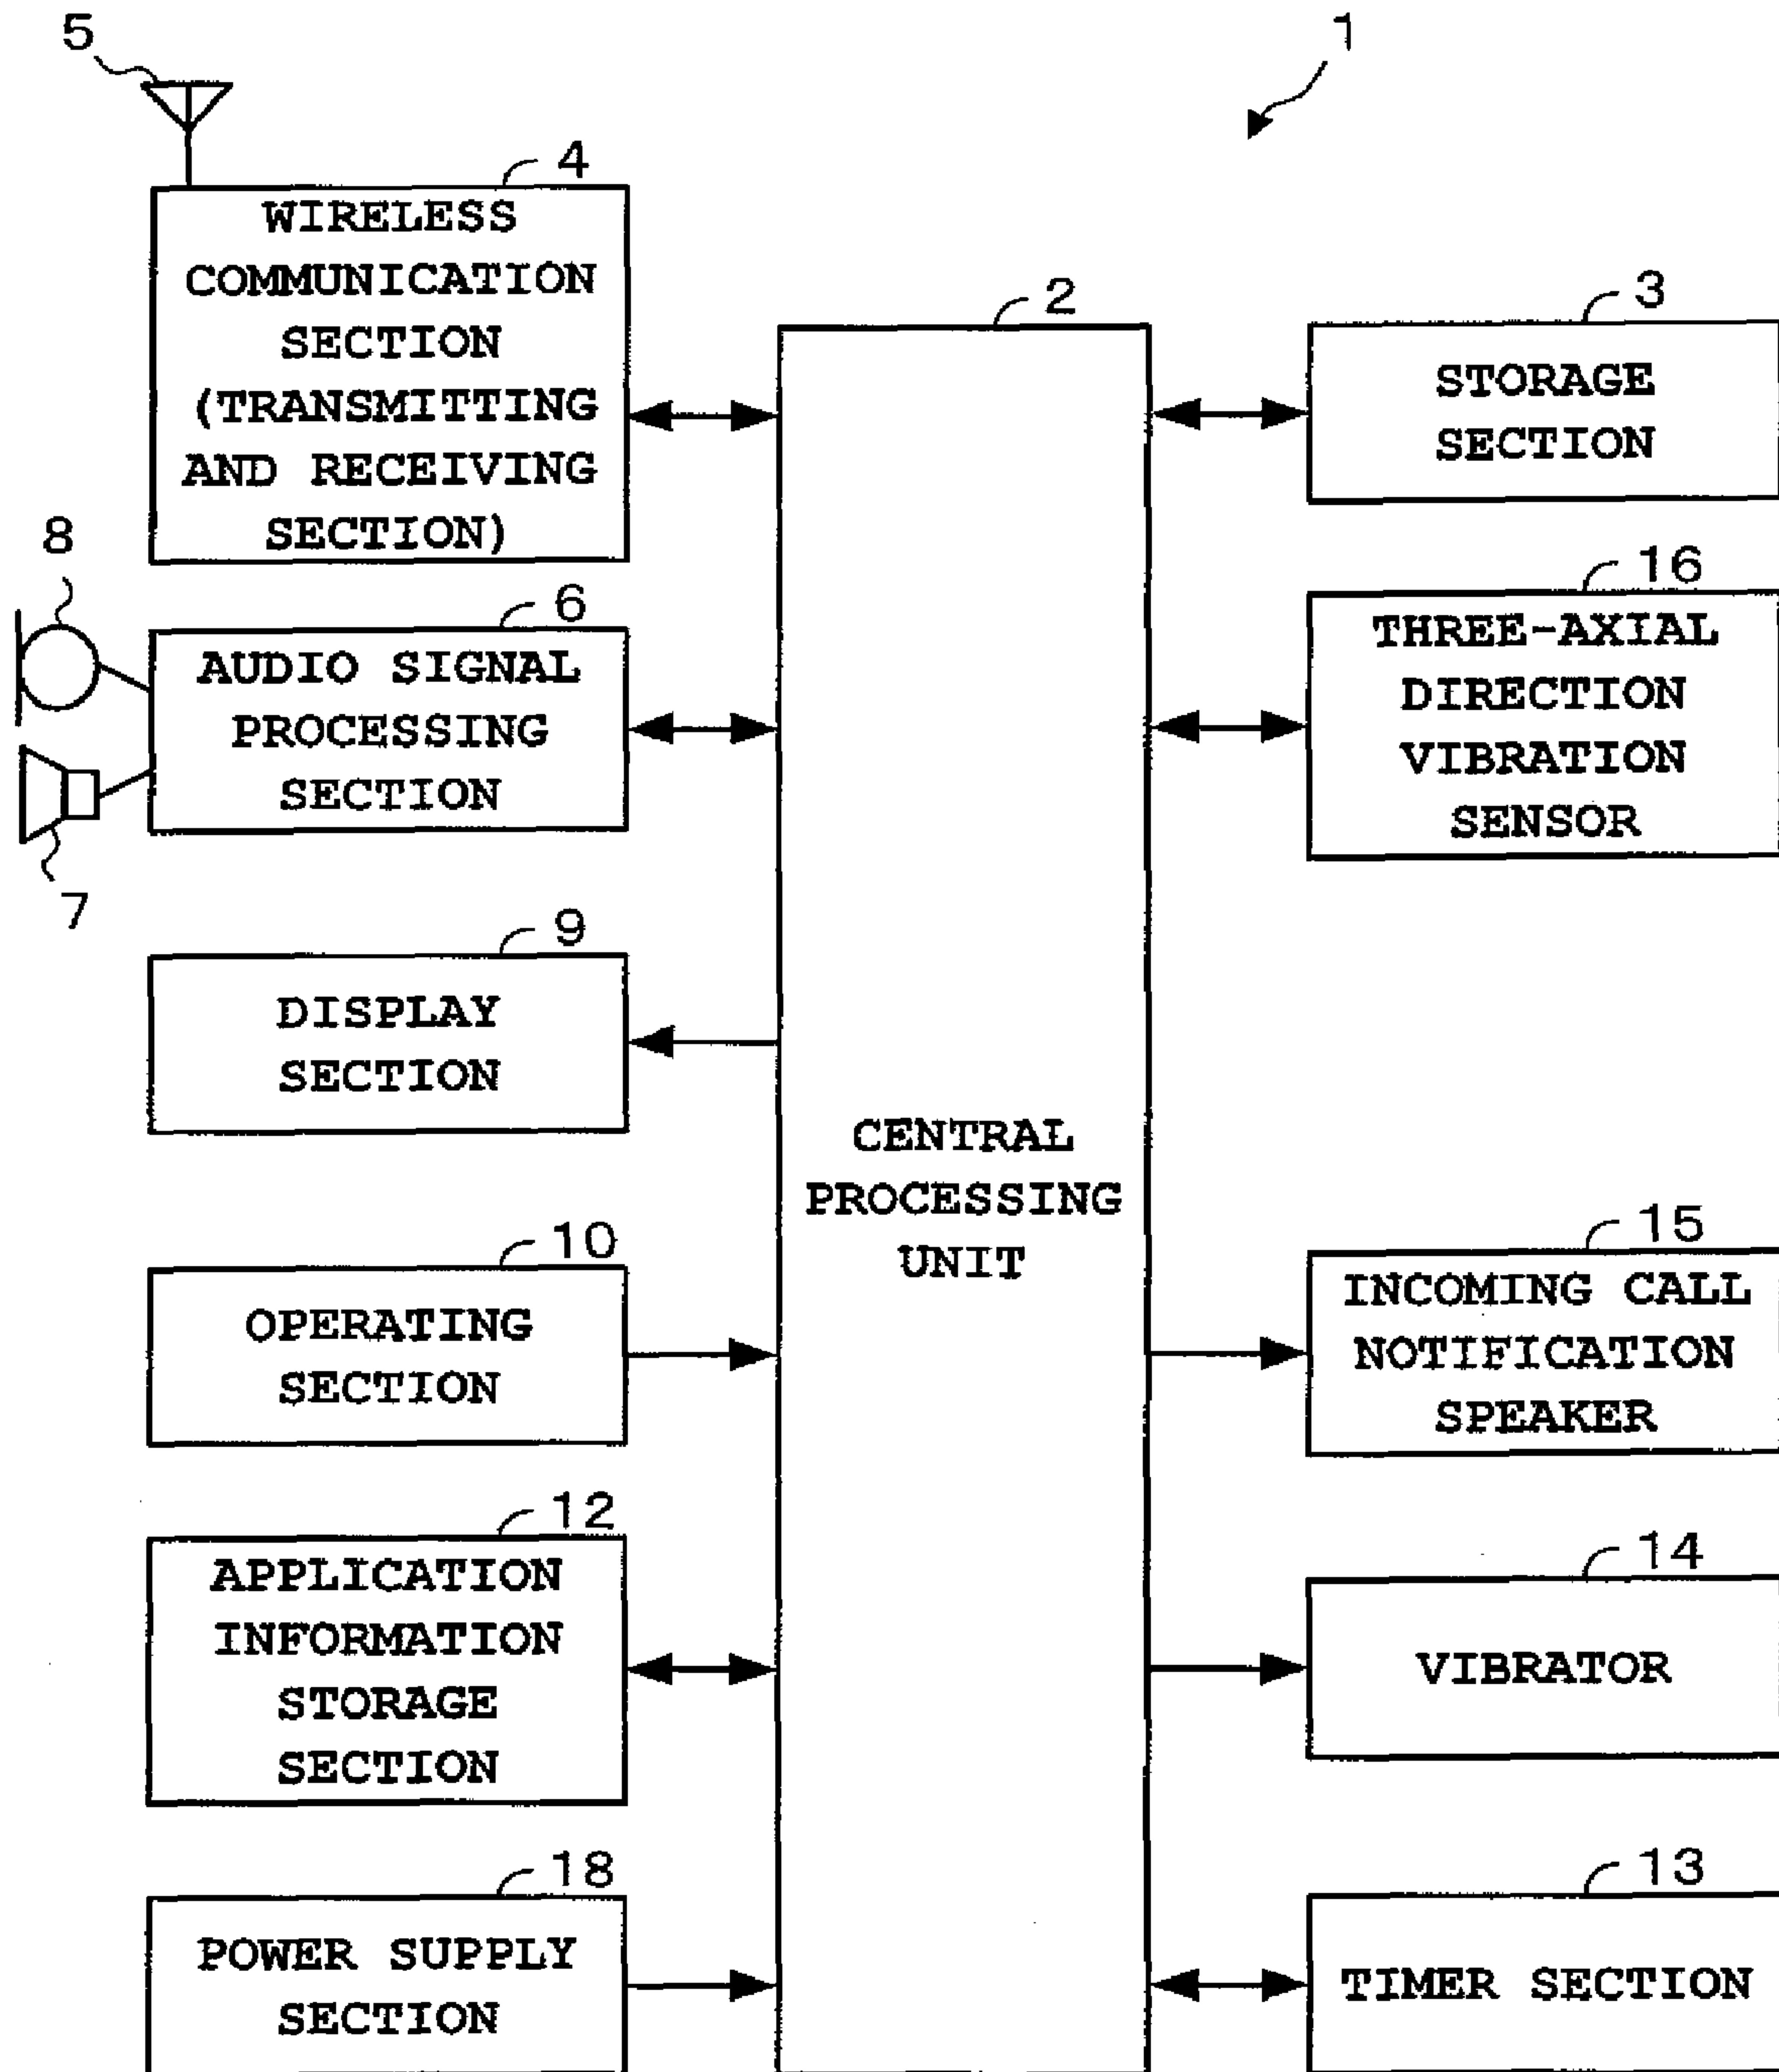 1
5
4
WIRELESS
COMMUNICATION
SECTION
(TRANSMITTING
AND RECEIVING
SECTION)
8
6
AUDIO SIGNAL
PROCESSING
SECTION
7
9
DISPLAY
SECTION
10
OPERATING
SECTION
12
APPLICATION
INFORMATION
STORAGE
SECTION
18
POWER SUPPLY
SECTION
2
CENTRAL
PROCESSING
UNIT
3
STORAGE
SECTION
16
THREE-AXIAL
DIRECTION
VIBRATION
SENSOR
15
INCOMING CALL
NOTIFICATION
SPEAKER
14
VIBRATOR
13
TIMER SECTION